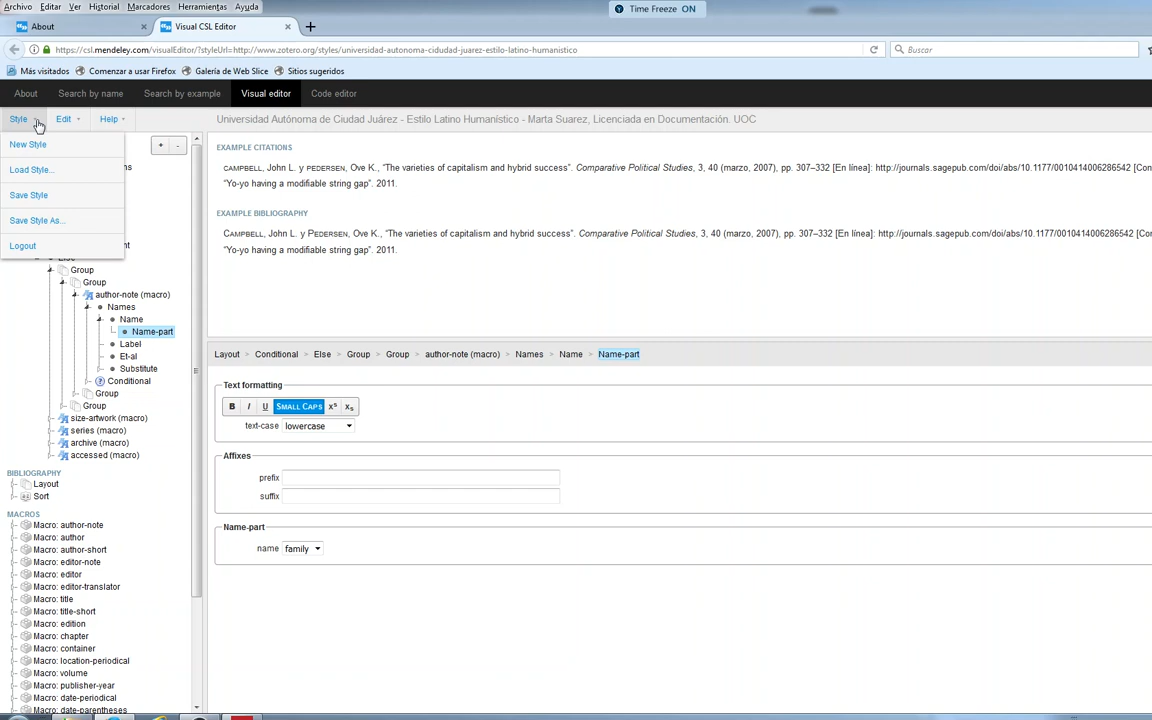 Archivo Editar Ver Historial Marcadores Herramientas Ayuda
Time Freeze ON
About
Visual CSL Editor
https://csl.mendeley.com/visualEditor/?styleUrl=http://www.zotero.org/styles/universidad-autonoma-cidudad-juarez-estilo-latino-humanistico
Buscar
Más visitados Comenzar a usar Firefox Galería de Web Slice Sitios sugeridos
About Search by name Search by example Visual editor Code editor
Style Edit Help
Universidad Autónoma de Ciudad Juárez - Estilo Latino Humanístico - Marta Suarez, Licenciada en Documentación. UOC
New Style
Load Style...
Save Style
Save Style As...
Logout
+ -
Group
Group
author-note (macro)
Names
Name
Name-part
Label
Et-al
Substitute
Conditional
Group
Group
size-artwork (macro)
series (macro)
archive (macro)
accessed (macro)
BIBLIOGRAPHY
Layout
Sort
MACROS
Macro: author-note
Macro: author
Macro: author-short
Macro: editor-note
Macro: editor
Macro: editor-translator
Macro: title
Macro: title-short
Macro: edition
Macro: chapter
Macro: container
Macro: location-periodical
Macro: volume
Macro: publisher-year
Macro: date-periodical
Macro: date-parentheses
EXAMPLE CITATIONS
CAMPBELL, John L. y PEDERSEN, Ove K., “The varieties of capitalism and hybrid success”. Comparative Political Studies, 3, 40 (marzo, 2007), pp. 307–332 [En línea]: http://journals.sagepub.com/doi/abs/10.1177/0010414006286542 [Con
“Yo-yo having a modifiable string gap”. 2011.
EXAMPLE BIBLIOGRAPHY
CAMPBELL, John L. y PEDERSEN, Ove K., “The varieties of capitalism and hybrid success”. Comparative Political Studies, 3, 40 (marzo, 2007), pp. 307–332 [En línea]: http://journals.sagepub.com/doi/abs/10.1177/0010414006286542 [Co
“Yo-yo having a modifiable string gap”. 2011.
Layout > Conditional > Else > Group > Group > author-note (macro) > Names > Name > Name-part
Text formatting
B I U SMALL CAPS x^s x_s
text-case lowercase
Affixes
prefix
suffix
Name-part
name family